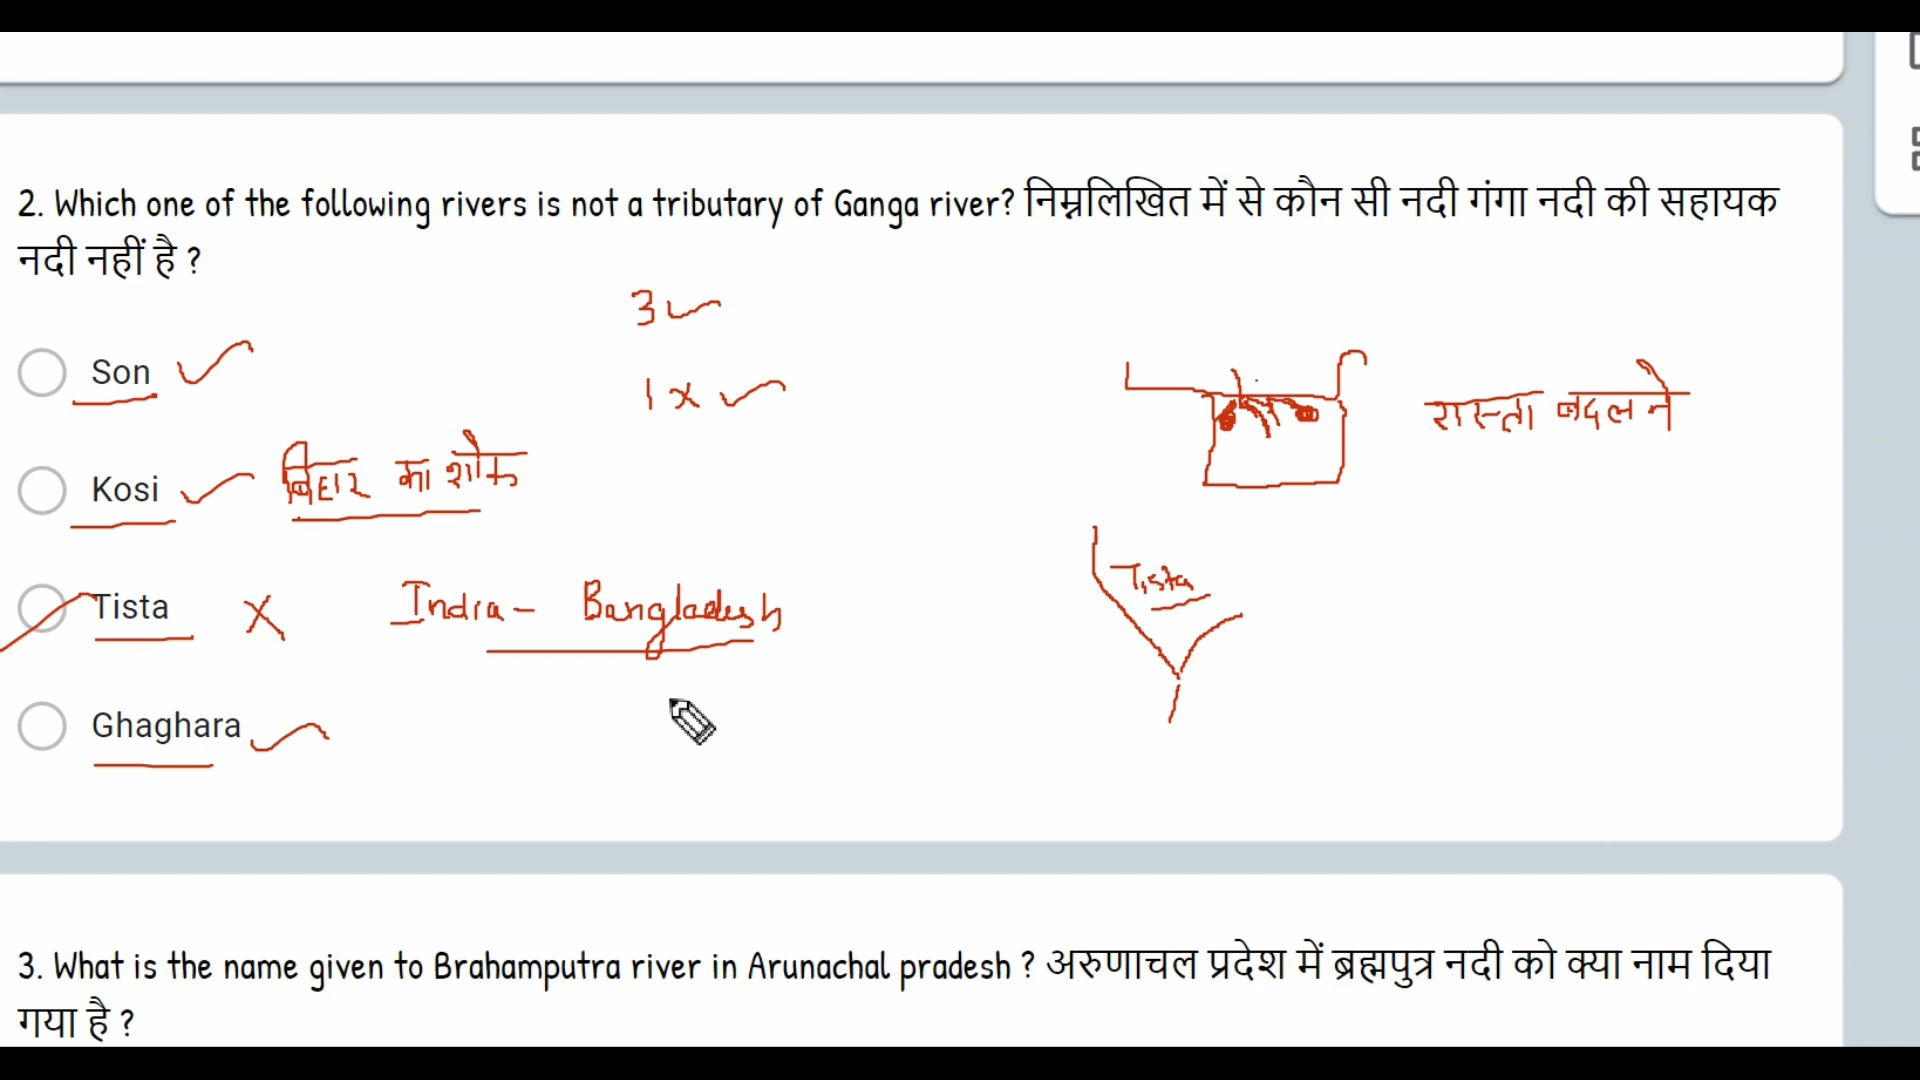 2. Which one of the following rivers is not a tributary of Ganga river? निम्नलिखित में से कौन सी नदी गंगा नदी की सहायक
नदी नहीं है ?
3
Son
1 x
रास्ता बदलने
Kosi
बिहार का शोक
Tista
India - Bangladesh
Tista
Ghaghara
3. What is the name given to Brahamputra river in Arunachal pradesh ? अरुणाचल प्रदेश में ब्रह्मपुत्र नदी को क्या नाम दिया
गया है ?